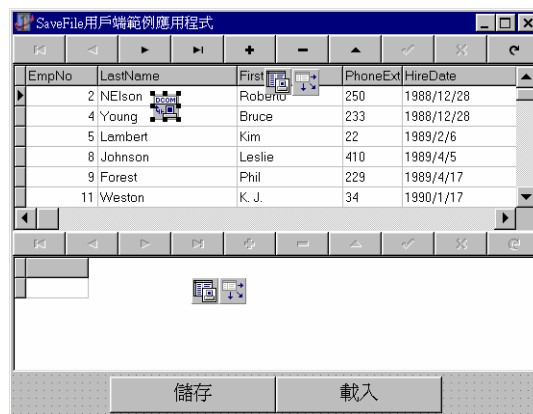 SaveFile用戶端範例應用程式
EmpNo LastName First PhoneExt HireDate
2 NElson Roberto 250 1988/12/28
4 Young Bruce 233 1988/12/28
5 Lambert Kim 22 1989/2/6
8 Johnson Leslie 410 1989/4/5
9 Forest Phil 229 1989/4/17
11 Weston K. J. 34 1990/1/17
儲存 載入